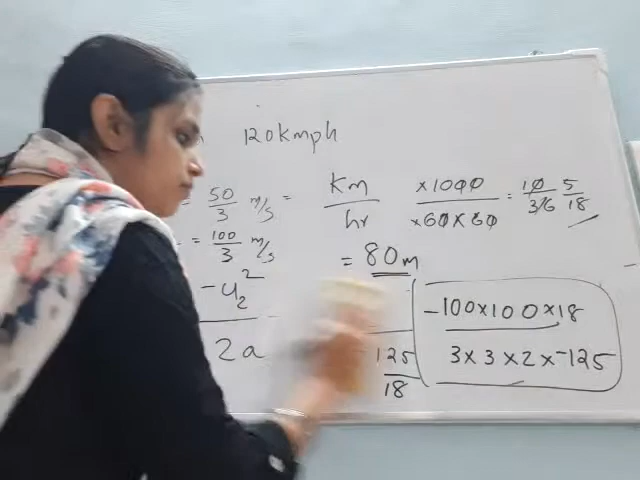 120kmph
50/3 m/s = Km/hr ×1000/×60×60 = 10/36 5/18
= 100/3 m/s
= 80m
-u₂²
2a
125/18
-100×100×18
3×3×2×-125